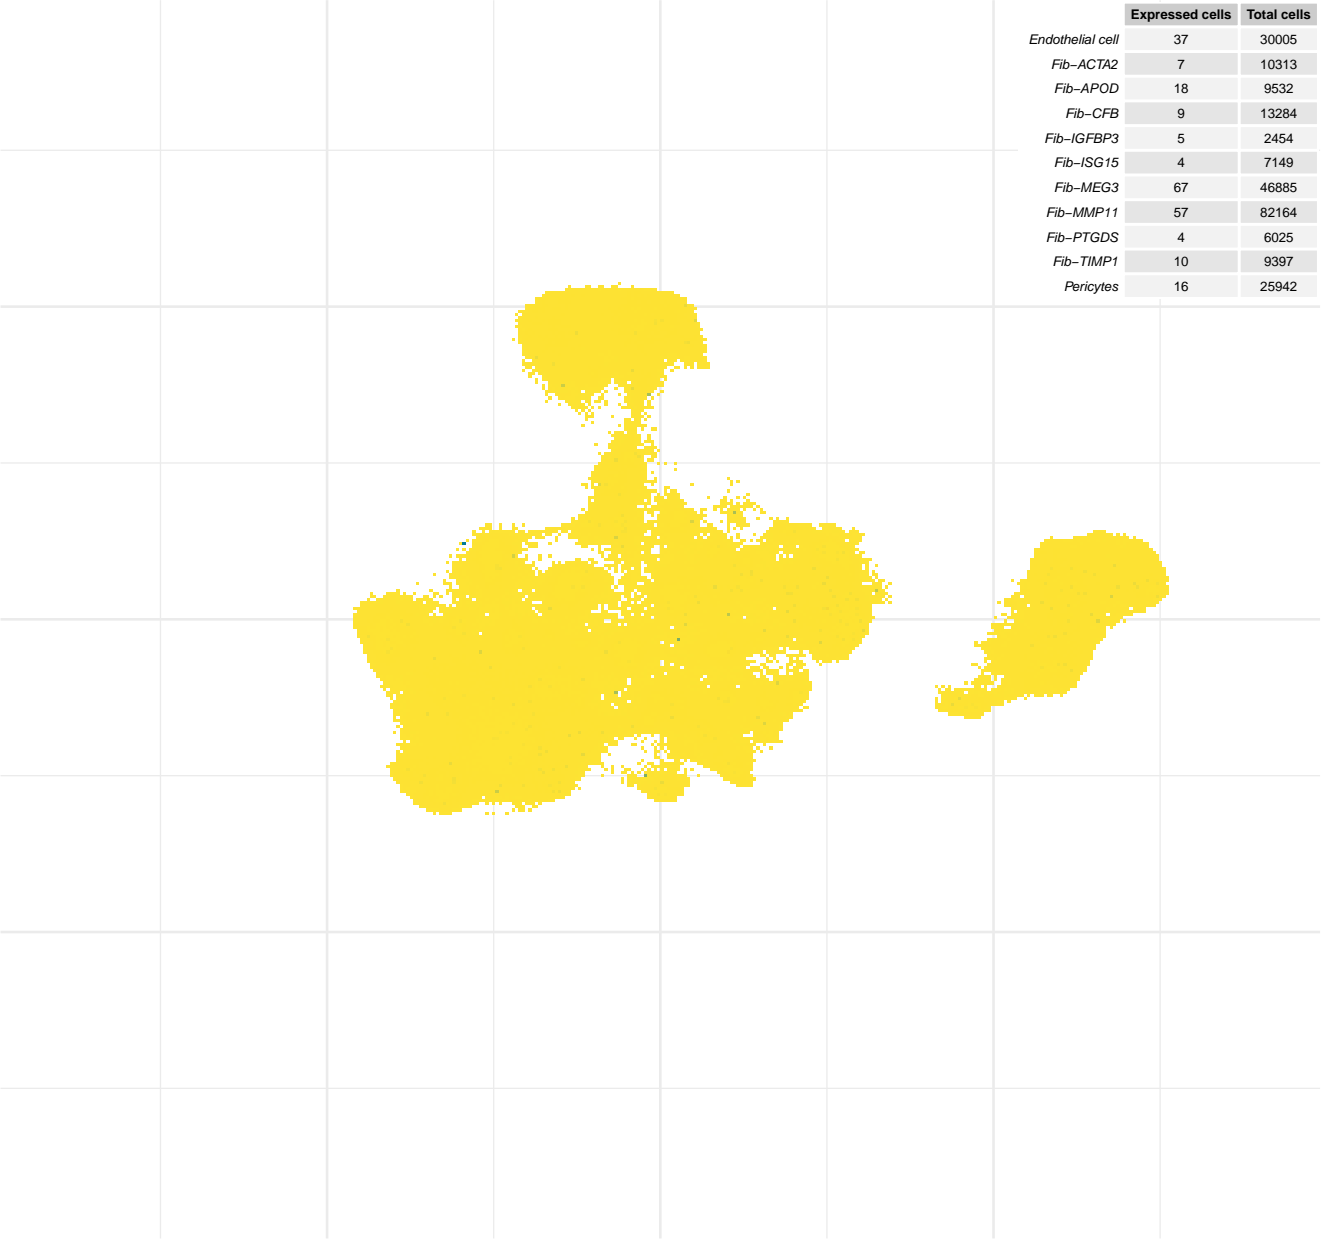 Expressed cells Total cells
Endothelial cell 37 30005
Fib−ACTA2 7 10313
Fib−APOD 18 9532
Fib−CFB 9 13284
Fib−IGFBP3 5 2454
Fib−ISG15 4 7149
Fib−MEG3 67 46885
Fib−MMP11 57 82164
Fib−PTGDS 4 6025
Fib−TIMP1 10 9397
Pericytes 16 25942